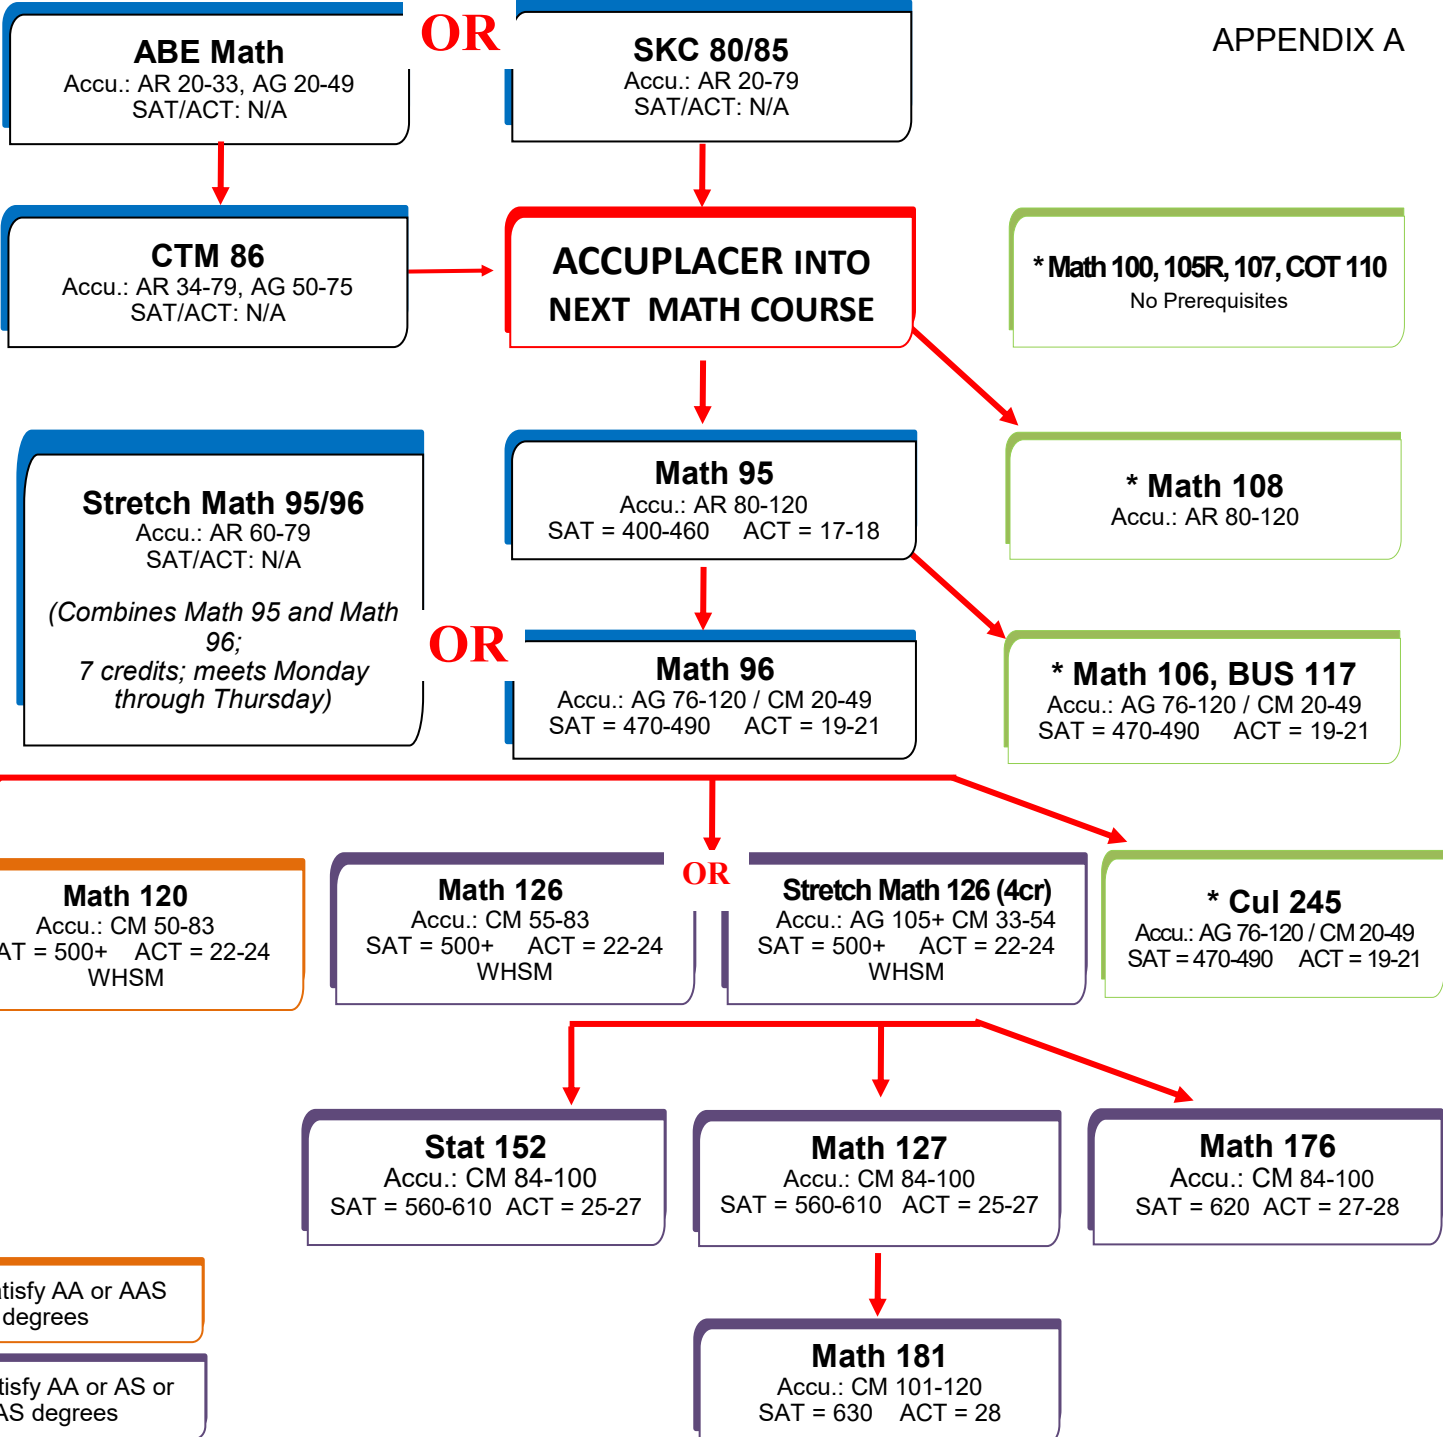 APPENDIX A
ABE Math
Accu.: AR 20-33, AG 20-49
SAT/ACT: N/A
OR
SKC 80/85
Accu.: AR 20-79
SAT/ACT: N/A
CTM 86
Accu.: AR 34-79, AG 50-75
SAT/ACT: N/A
ACCUPLACER INTO
NEXT MATH COURSE
* Math 100, 105R, 107, COT 110
No Prerequisites
Stretch Math 95/96
Accu.: AR 60-79
SAT/ACT: N/A
(Combines Math 95 and Math
96;
7 credits; meets Monday
through Thursday)
OR
Math 95
Accu.: AR 80-120
SAT = 400-460 ACT = 17-18
* Math 108
Accu.: AR 80-120
Math 96
Accu.: AG 76-120 / CM 20-49
SAT = 470-490 ACT = 19-21
* Math 106, BUS 117
Accu.: AG 76-120 / CM 20-49
SAT = 470-490 ACT = 19-21
Math 120
Accu.: CM 50-83
AT = 500+ ACT = 22-24
WHSM
Math 126
Accu.: CM 55-83
SAT = 500+ ACT = 22-24
WHSM
OR
Stretch Math 126 (4cr)
Accu.: AG 105+ CM 33-54
SAT = 500+ ACT = 22-24
WHSM
* Cul 245
Accu.: AG 76-120 / CM 20-49
SAT = 470-490 ACT = 19-21
Stat 152
Accu.: CM 84-100
SAT = 560-610 ACT = 25-27
Math 127
Accu.: CM 84-100
SAT = 560-610 ACT = 25-27
Math 176
Accu.: CM 84-100
SAT = 620 ACT = 27-28
Math 181
Accu.: CM 101-120
SAT = 630 ACT = 28
tisfy AA or AAS
degrees
tisfy AA or AS or
AS degrees